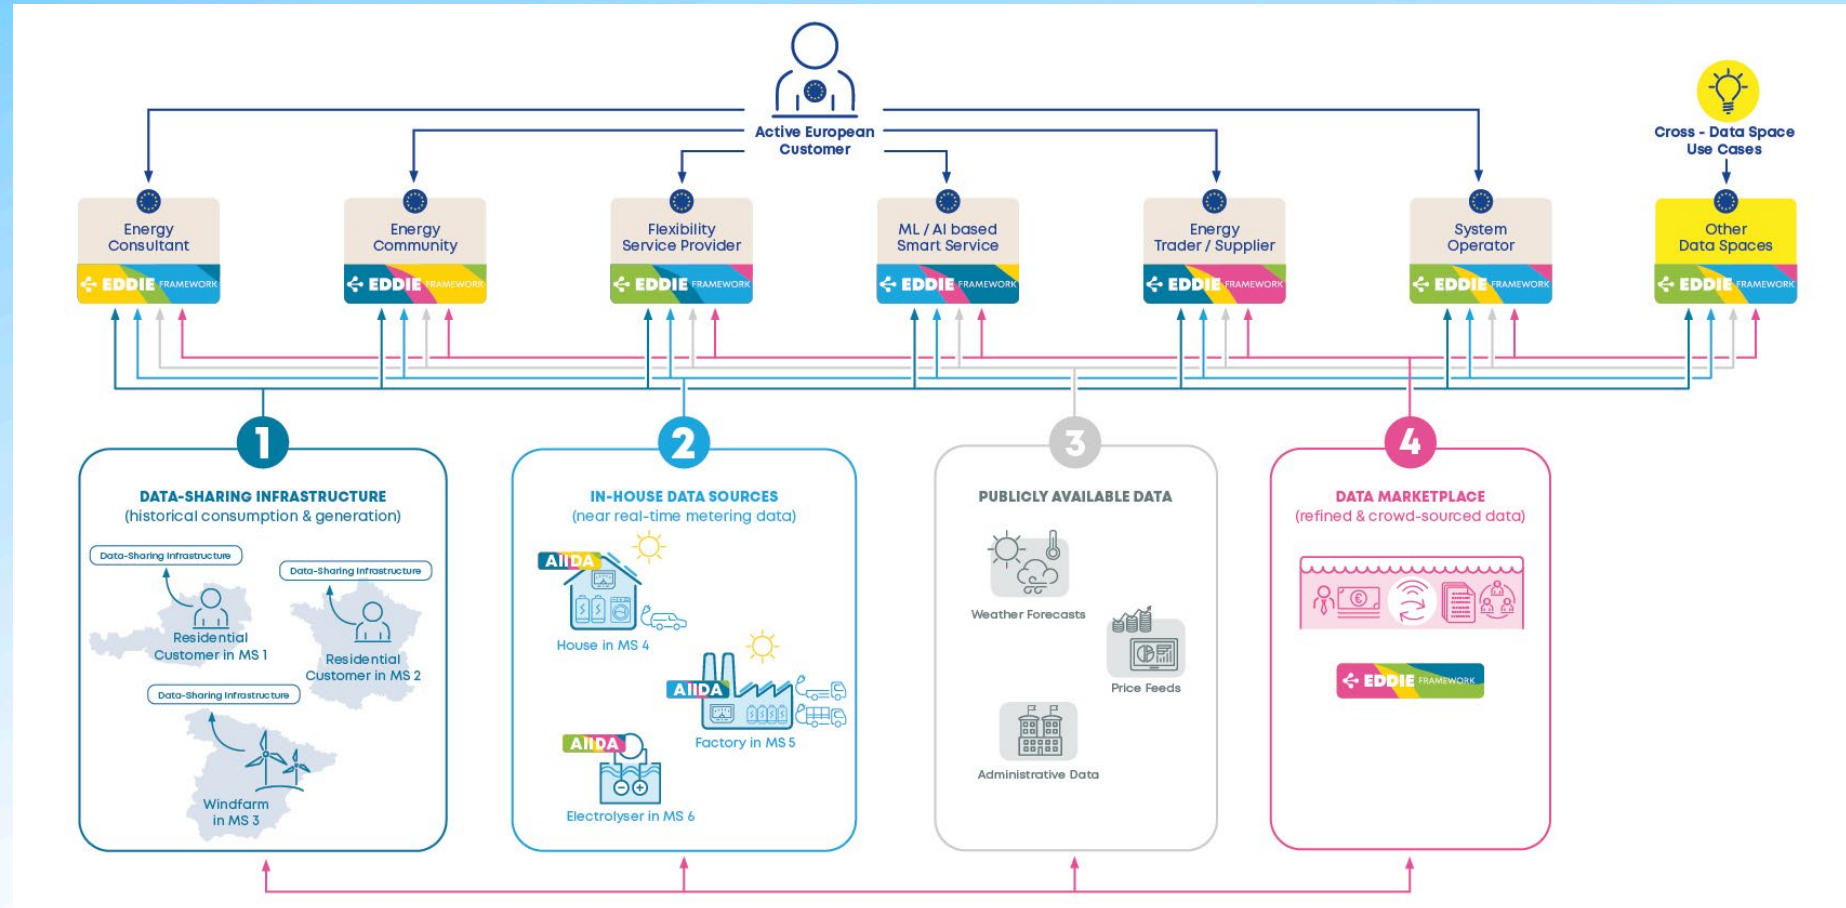 Active European
Customer
Cross - Data Space
Use Cases
Energy
Consultant
EDDIE FRAMEWORK
Energy
Community
EDDIE FRAMEWORK
Flexibility
Service Provider
EDDIE FRAMEWORK
ML / AI based
Smart Service
EDDIE FRAMEWORK
Energy
Trader / Supplier
EDDIE FRAMEWORK
System
Operator
EDDIE FRAMEWORK
Other
Data Spaces
EDDIE FRAMEWORK
1
DATA-SHARING INFRASTRUCTURE
(historical consumption & generation)
Data-Sharing Infrastructure
Data-Sharing Infrastructure
Residential
Customer in MS 1
Residential
Customer in MS 2
Data-Sharing Infrastructure
Windfarm
in MS 3
2
IN-HOUSE DATA SOURCES
(near real-time metering data)
AIIDA
House in MS 4
AIIDA
Factory in MS 5
AIIDA
Electrolyser in MS 6
3
PUBLICLY AVAILABLE DATA
Weather Forecasts
Price Feeds
Administrative Data
4
DATA MARKETPLACE
(refined & crowd-sourced data)
€
EDDIE FRAMEWORK